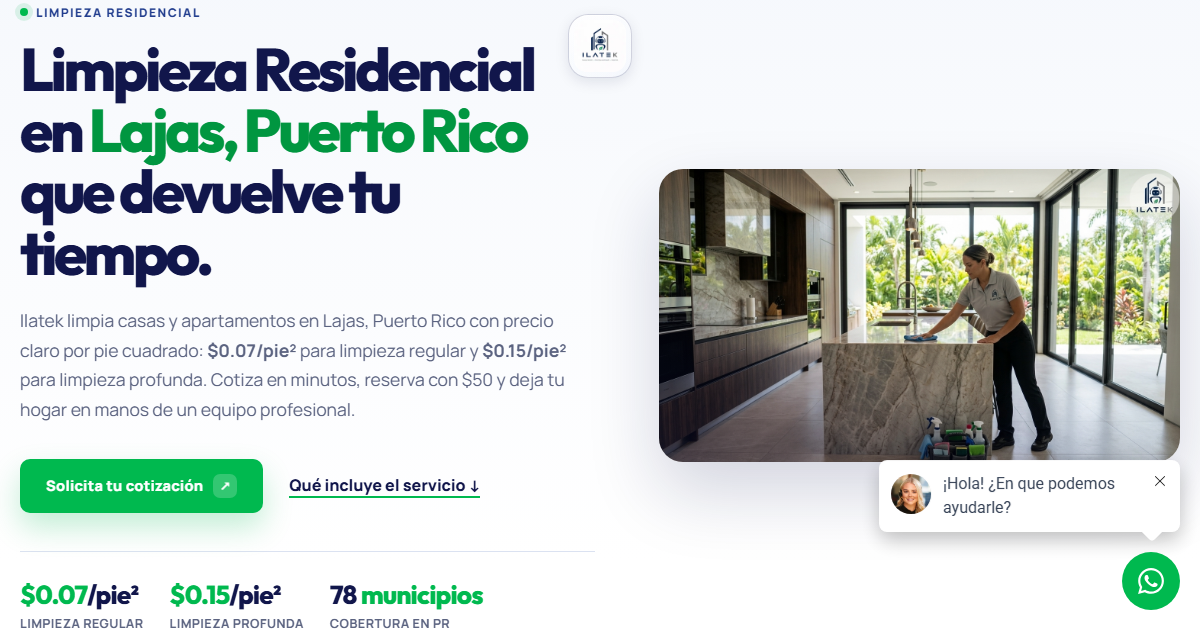 LIMPIEZA RESIDENCIAL
ILATEK
Limpieza Residencial
en Lajas, Puerto Rico
que devuelve tu
tiempo.
Ilatek limpia casas y apartamentos en Lajas, Puerto Rico con precio
claro por pie cuadrado: $0.07/pie² para limpieza regular y $0.15/pie²
para limpieza profunda. Cotiza en minutos, reserva con $50 y deja tu
hogar en manos de un equipo profesional.
Solicita tu cotización ↗
Qué incluye el servicio ↓
ILATEK
¡Hola! ¿En que podemos
ayudarle?
$0.07/pie² $0.15/pie² 78 municipios
LIMPIEZA REGULAR LIMPIEZA PROFUNDA COBERTURA EN PR